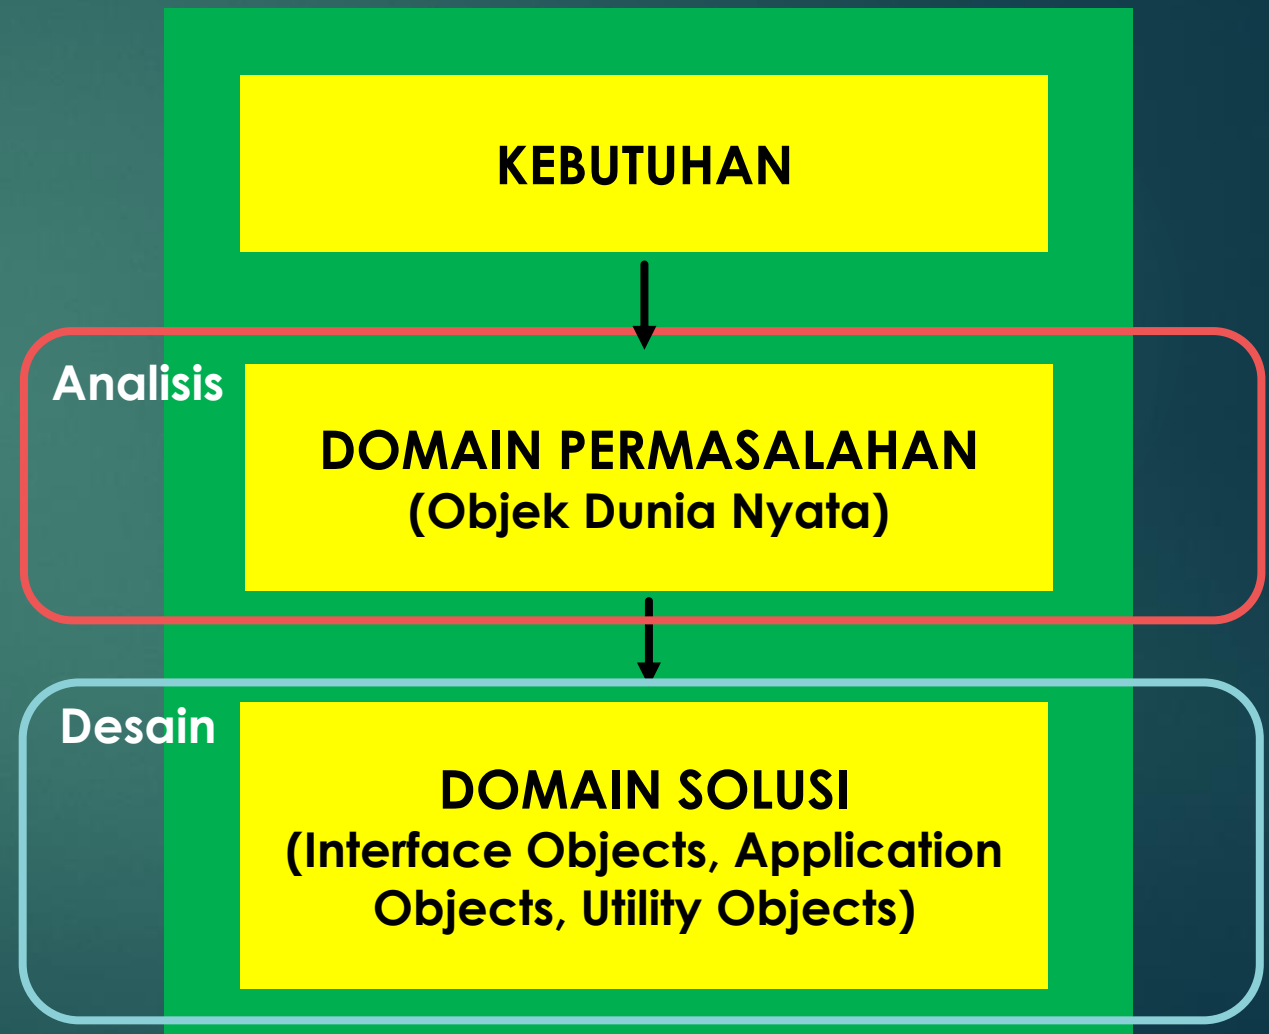 KEBUTUHAN
Analisis
DOMAIN PERMASALAHAN
(Objek Dunia Nyata)
Desain
DOMAIN SOLUSI
(Interface Objects, Application
Objects, Utility Objects)